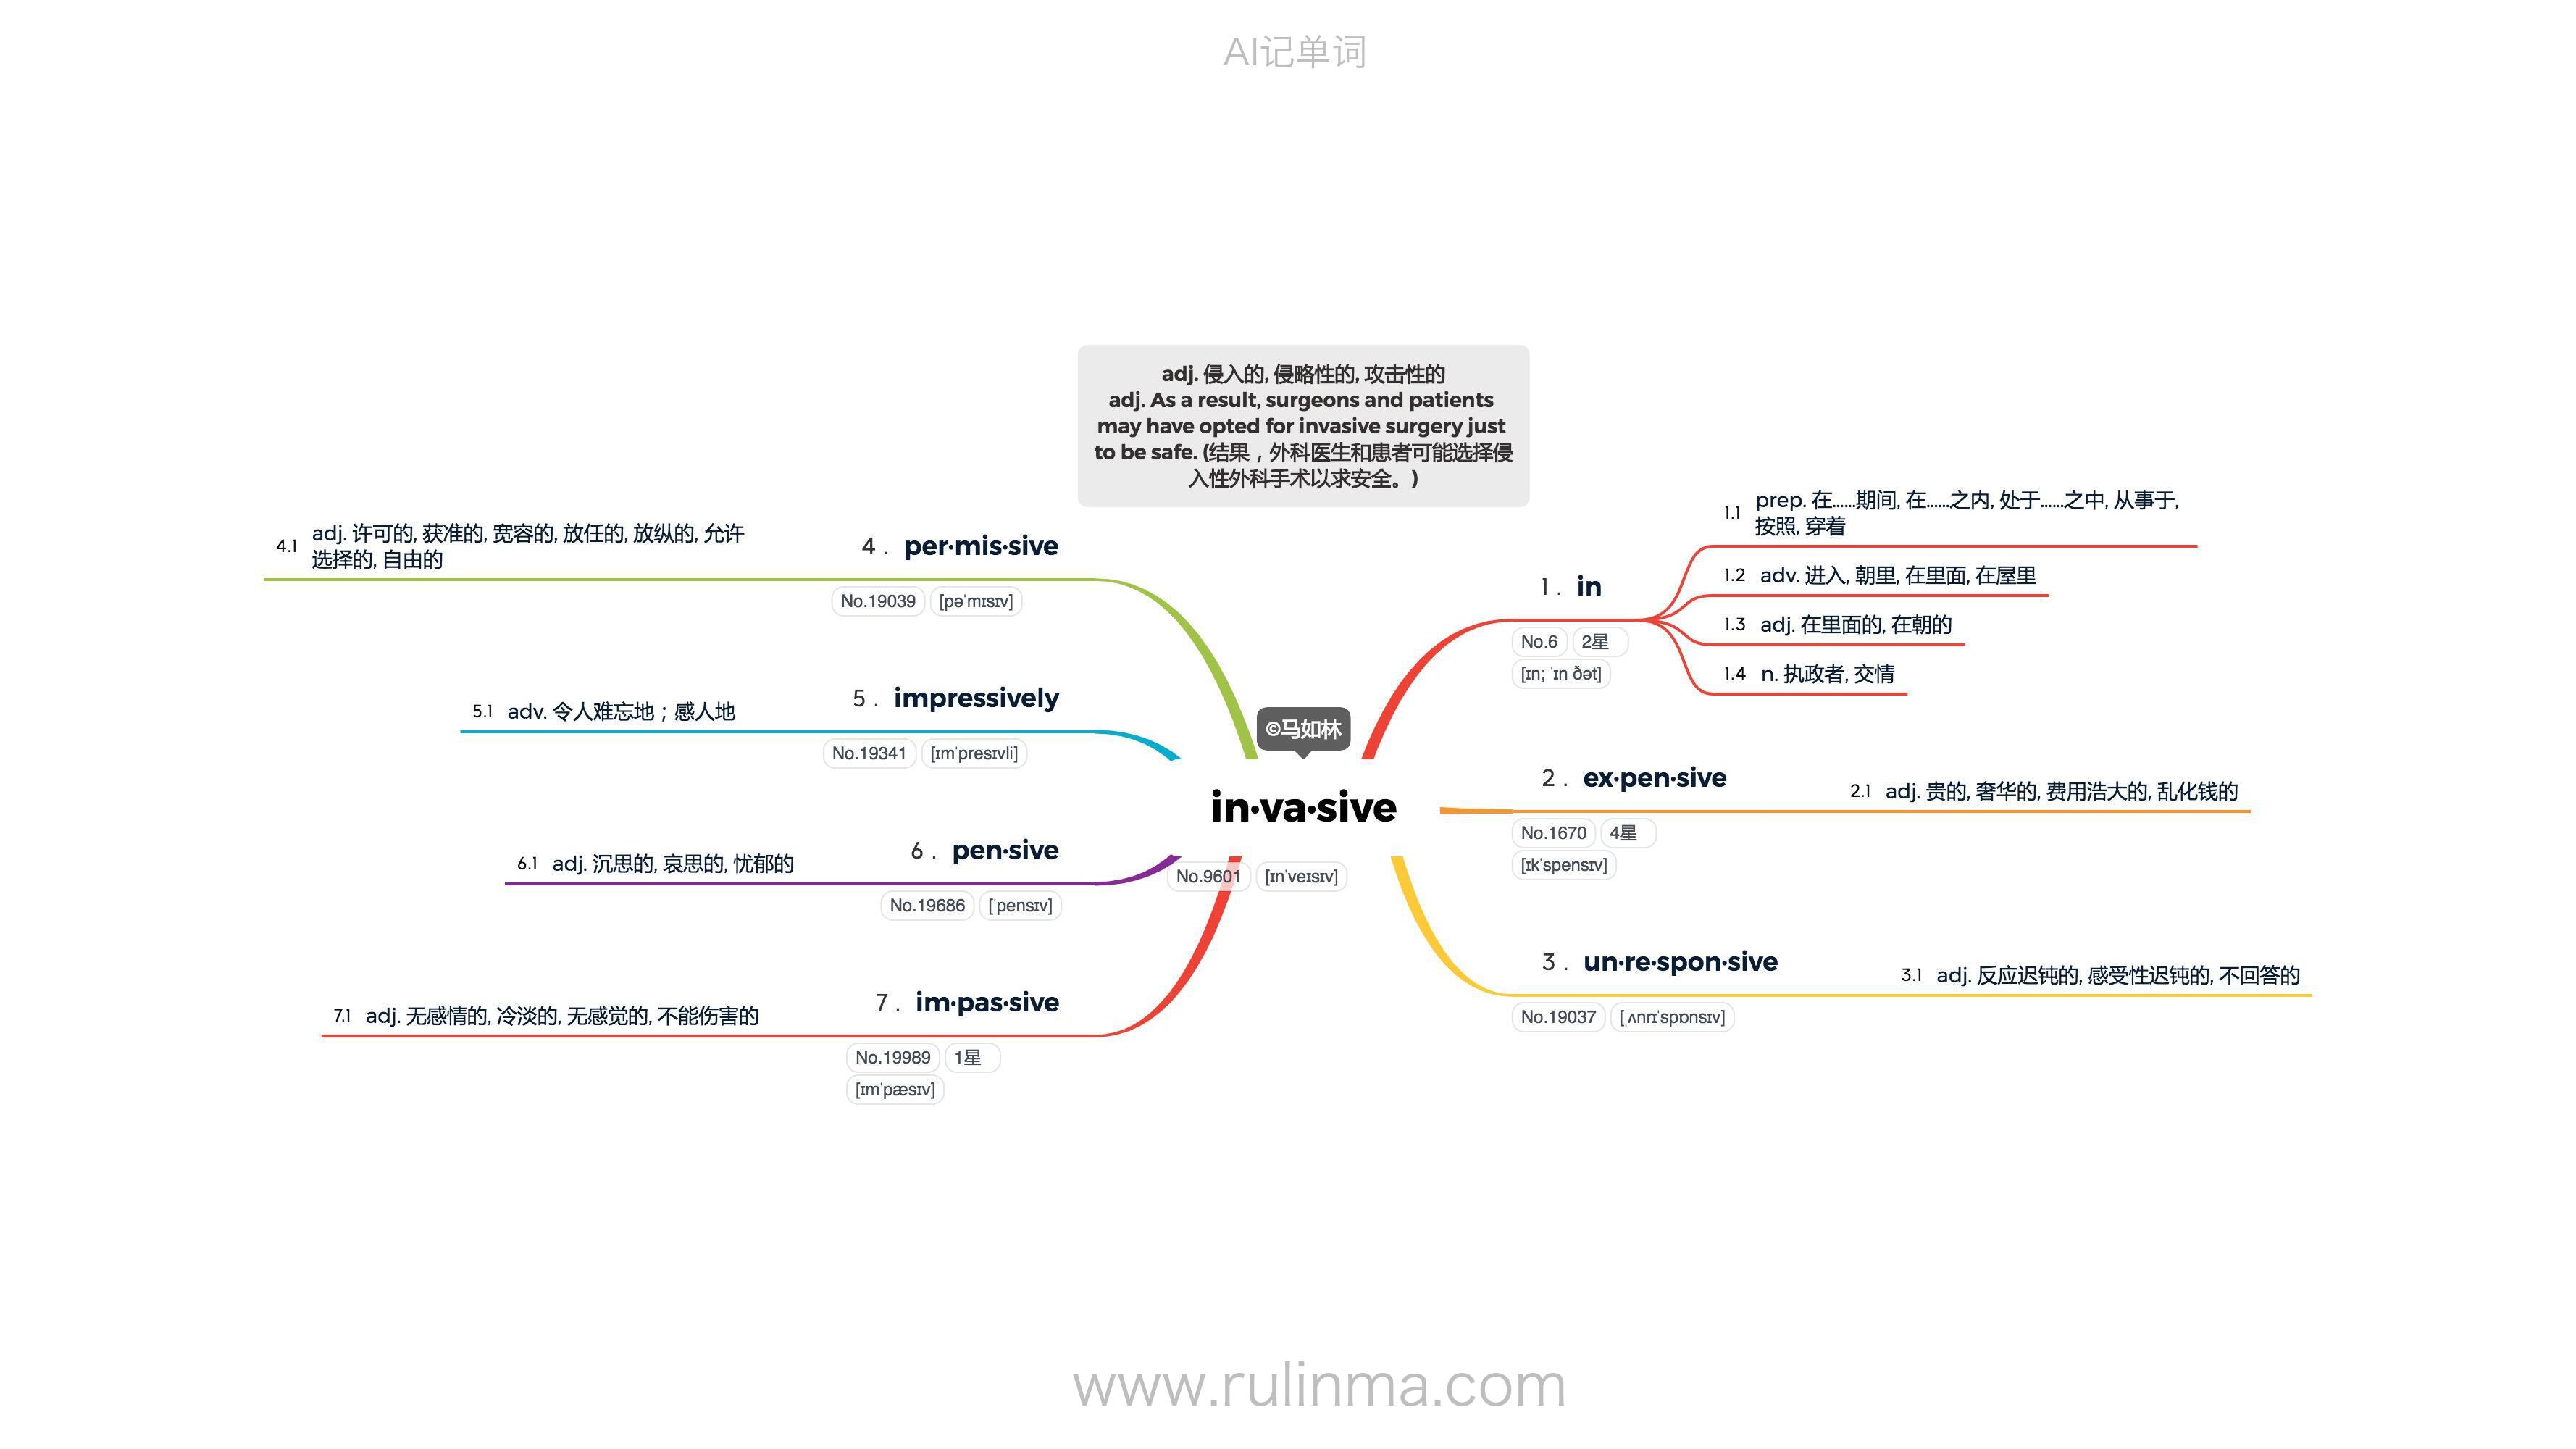 AI记单词
adj. 侵入的, 侵略性的, 攻击性的
adj. As a result, surgeons and patients
may have opted for invasive surgery just
to be safe. (结果，外科医生和患者可能选择侵
入性外科手术以求安全。)
©马如林
in·va·sive
No.9601 [ɪnˈveɪsɪv]
1. in
No.6 2星
[ɪn; ˈɪn ðət]
1.1 prep. 在……期间, 在……之内, 处于……之中, 从事于,
按照, 穿着
1.2 adv. 进入, 朝里, 在里面, 在屋里
1.3 adj. 在里面的, 在朝的
1.4 n. 执政者, 交情
2. ex·pen·sive
No.1670 4星
[ɪkˈspensɪv]
2.1 adj. 贵的, 奢华的, 费用浩大的, 乱化钱的
3. un·re·spon·sive
No.19037 [ˌʌnrɪˈspɒnsɪv]
3.1 adj. 反应迟钝的, 感受性迟钝的, 不回答的
4. per·mis·sive
No.19039 [pəˈmɪsɪv]
4.1 adj. 许可的, 获准的, 宽容的, 放任的, 放纵的, 允许
选择的, 自由的
5. impressively
No.19341 [ɪmˈpresɪvli]
5.1 adv. 令人难忘地；感人地
6. pen·sive
No.19686 [ˈpensɪv]
6.1 adj. 沉思的, 哀思的, 忧郁的
7. im·pas·sive
No.19989 1星
[ɪmˈpæsɪv]
7.1 adj. 无感情的, 冷淡的, 无感觉的, 不能伤害的
www.rulinma.com